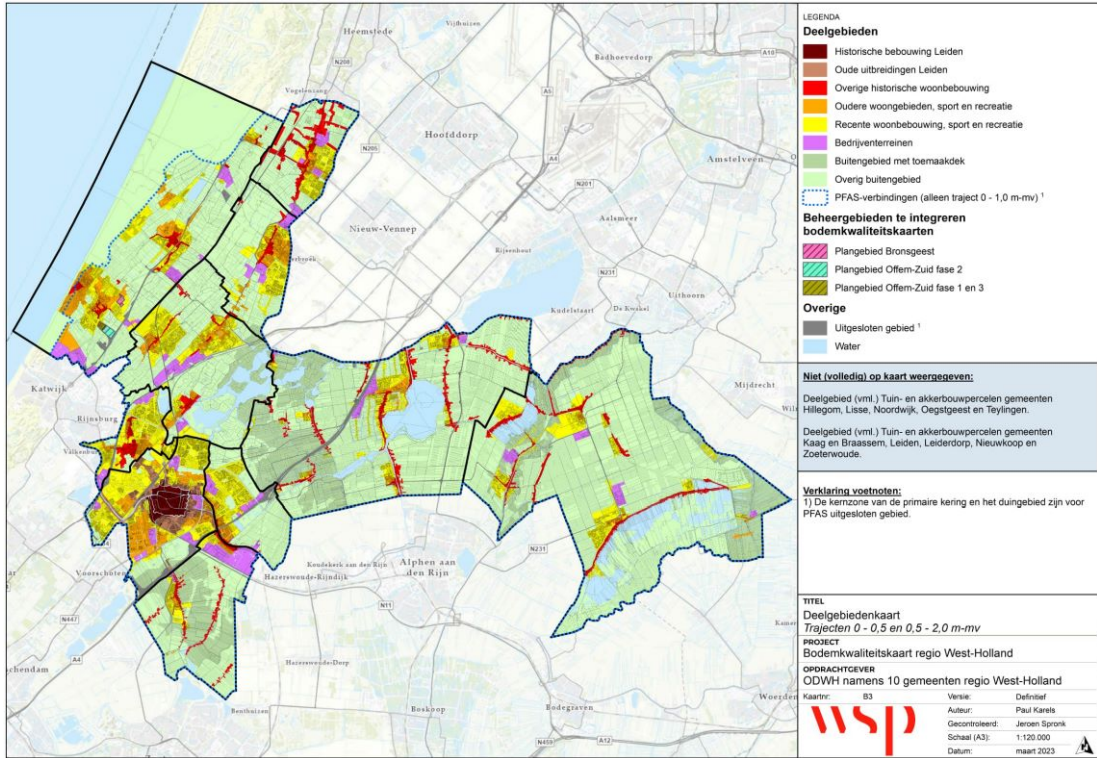 Heemstede
Vijfhuizen
N208
Badhoevedorp
A10
Vogelenzang
A5
Hoofddorp
N205
A4
Amstelveen
N201
Aalsmeer
Nieuw-Vennep
Rijsenhout
N231
Uithoorn
Kudelstaart
De Kwakel
Mijdrecht
Katwijk
Rijnsburg
Valkenburg
Voorschoten
Koudekerk aan den Rijn
Alphen aan
den Rijn
N231
Hazerswoude-Rijndijk
N11
N447
A4
Hazerswoude-Dorp
Benthuizen
Boskoop
Bodegraven
Woerden
N459
A12
LEGENDA
Deelgebieden
Historische bebouwing Leiden
Oude uitbreidingen Leiden
Overige historische woonbebouwing
Oudere woongebieden, sport en recreatie
Recente woonbebouwing, sport en recreatie
Bedrijventerreinen
Buitengebied met toemaakdek
Overig buitengebied
PFAS-verbindingen (alleen traject 0 - 1,0 m-mv) ¹
Beheergebieden te integreren
bodemkwaliteitskaarten
Plangebied Bronsgeest
Plangebied Offem-Zuid fase 2
Plangebied Offem-Zuid fase 1 en 3
Overige
Uitgesloten gebied ¹
Water
Niet (volledig) op kaart weergegeven:
Deelgebied (vml.) Tuin- en akkerbouwpercelen gemeenten
Hillegom, Lisse, Noordwijk, Oegstgeest en Teylingen.
Deelgebied (vml.) Tuin- en akkerbouwpercelen gemeenten
Kaag en Braassem, Leiden, Leiderdorp, Nieuwkoop en
Zoeterwoude.
Verklaring voetnoten:
1) De kernzone van de primaire kering en het duingebied zijn voor
PFAS uitgesloten gebied.
TITEL
Deelgebiedenkaart
Trajecten 0 - 0,5 en 0,5 - 2,0 m-mv
PROJECT
Bodemkwaliteitskaart regio West-Holland
OPDRACHTGEVER
ODWH namens 10 gemeenten regio West-Holland
Kaartnr: B3 Versie: Definitief
Auteur: Paul Karels
Gecontroleerd: Jeroen Spronk
Schaal (A3): 1:120.000
Datum: maart 2023
wsp